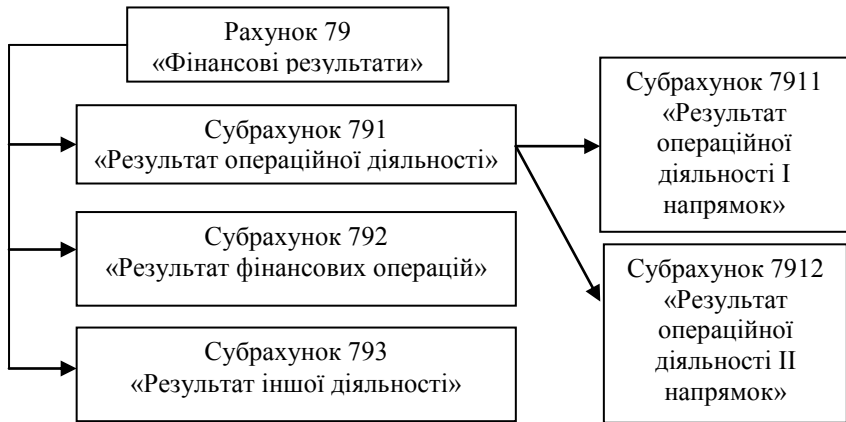 Рахунок 79
«Фінансові результати»
Субрахунок 791
«Результат операційної діяльності»
Субрахунок 792
«Результат фінансових операцій»
Субрахунок 793
«Результат іншої діяльності»
Субрахунок 7911
«Результат
операційної
діяльності І
напрямок»
Субрахунок 7912
«Результат
операційної
діяльності ІІ
напрямок»